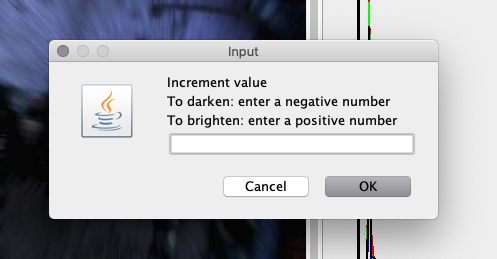 Input
Increment value
To darken: enter a negative number
To brighten: enter a positive number
Cancel
OK